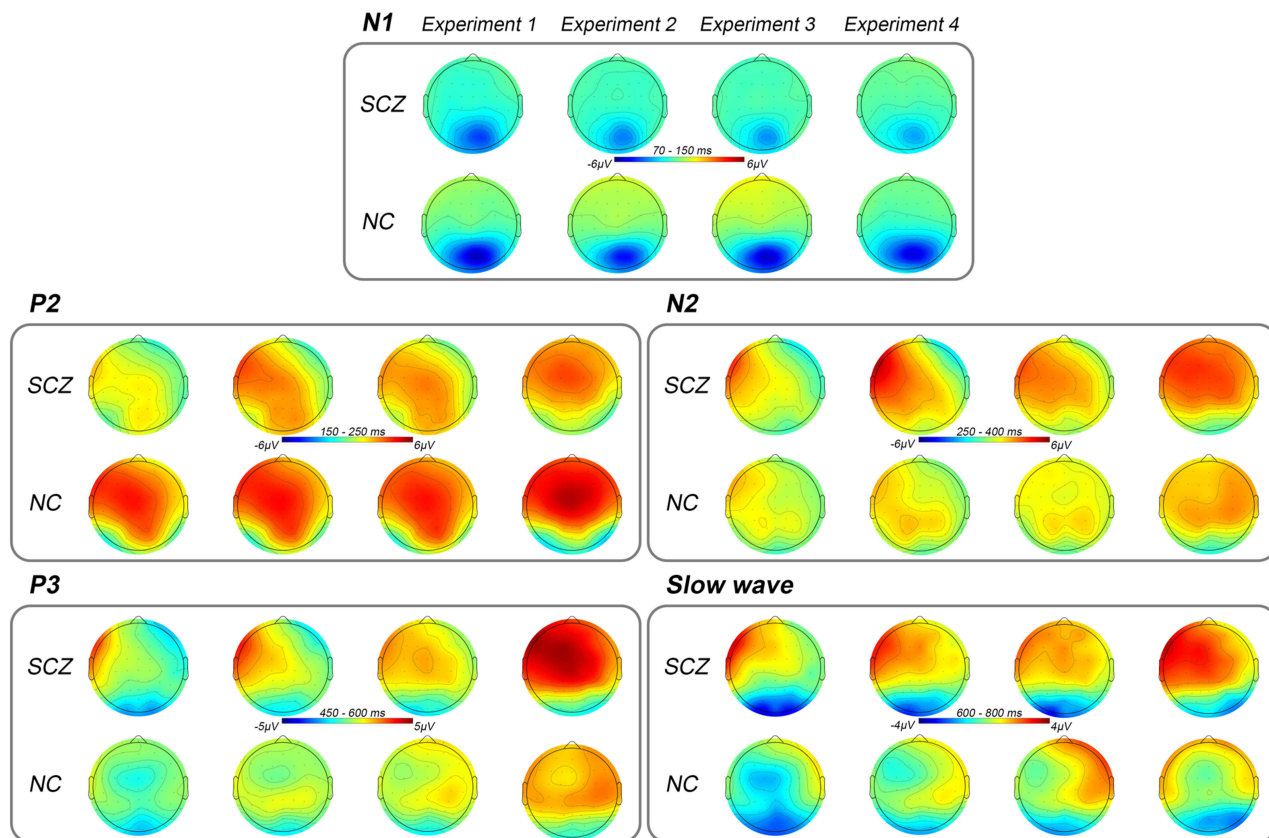 N1 Experiment 1 Experiment 2 Experiment 3 Experiment 4
SCZ
-6µV 70 - 150 ms 6µV
NC
P2
SCZ
-6µV 150 - 250 ms 6µV
NC
N2
SCZ
-6µV 250 - 400 ms 6µV
NC
P3
SCZ
-5µV 450 - 600 ms 5µV
NC
Slow wave
SCZ
-4µV 600 - 800 ms 4µV
NC